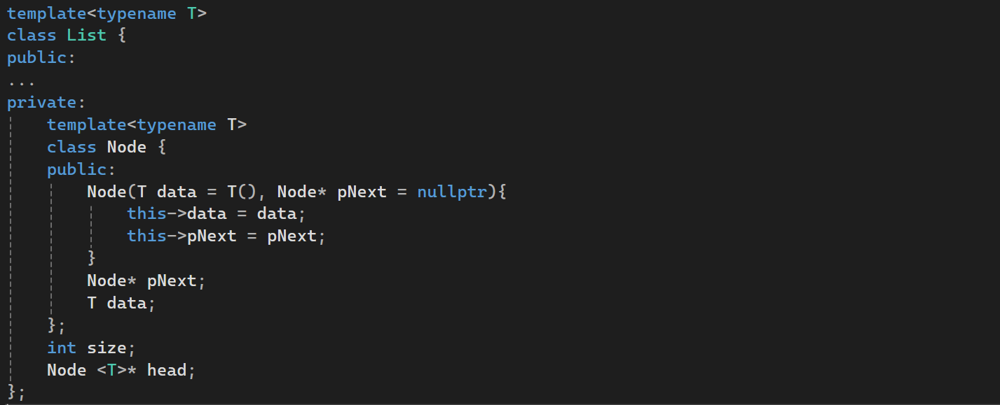 template<typename T>
class List {
public:
...
private:
    template<typename T>
    class Node {
    public:
        Node(T data = T(), Node* pNext = nullptr){
            this->data = data;
            this->pNext = pNext;
        }
        Node* pNext;
        T data;
    };
    int size;
    Node <T>* head;
};